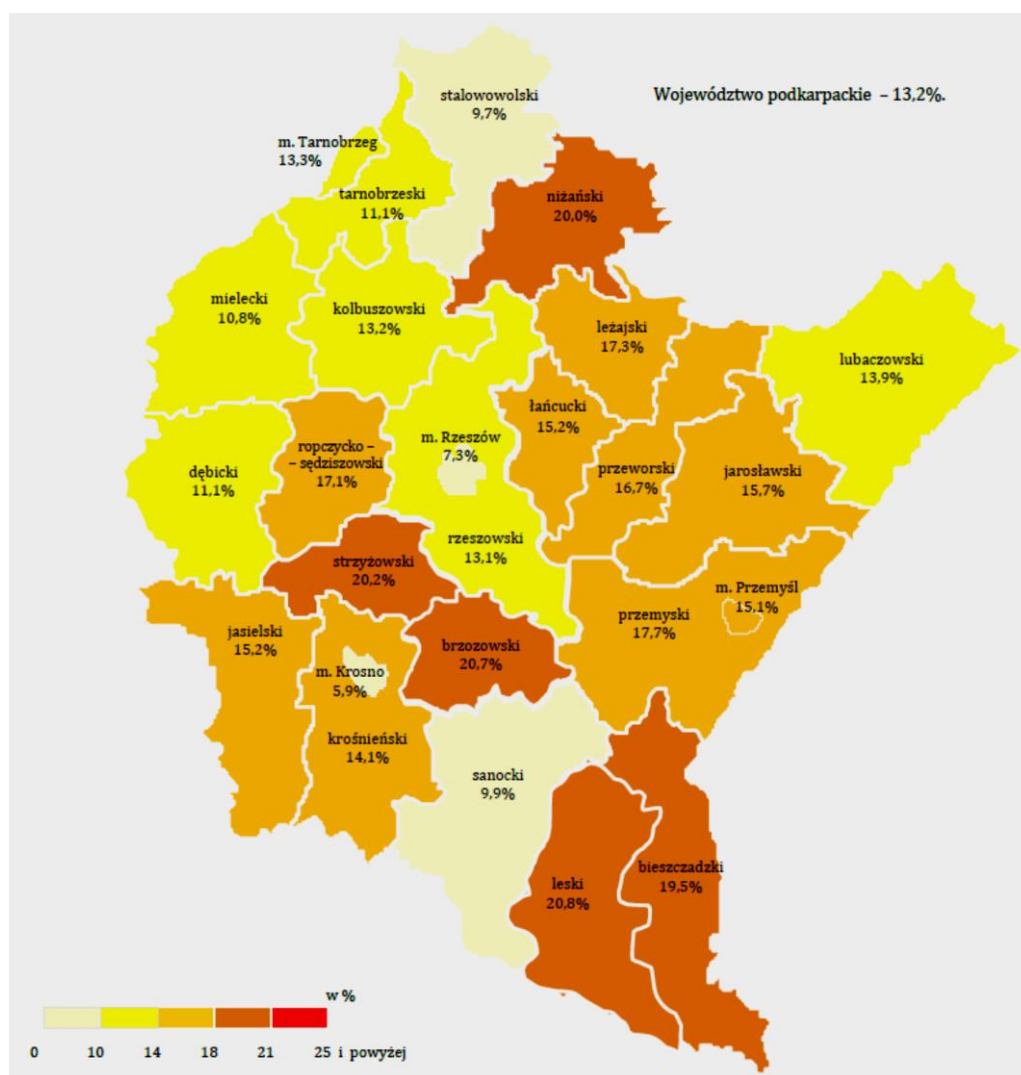 stalowowolski
9,7%
Województwo podkarpackie – 13,2%.
m. Tarnobrzeg
13,3%
tarnobrzeski
11,1%
niżański
20,0%
mielecki
10,8%
kolbuszowski
13,2%
leżajski
17,3%
lubaczowski
13,9%
łańcucki
15,2%
ropczycko –
– sędziszowski
17,1%
m. Rzeszów
7,3%
dębicki
11,1%
przeworski
16,7%
jarosławski
15,7%
rzeszowski
13,1%
strzyżowski
20,2%
m. Przemyśl
15,1%
przemyski
17,7%
jasielski
15,2%
brzozowski
20,7%
m. Krosno
5,9%
krośnieński
14,1%
sanocki
9,9%
bieszczadzki
19,5%
leski
20,8%
w %
0 10 14 18 21 25 i powyżej